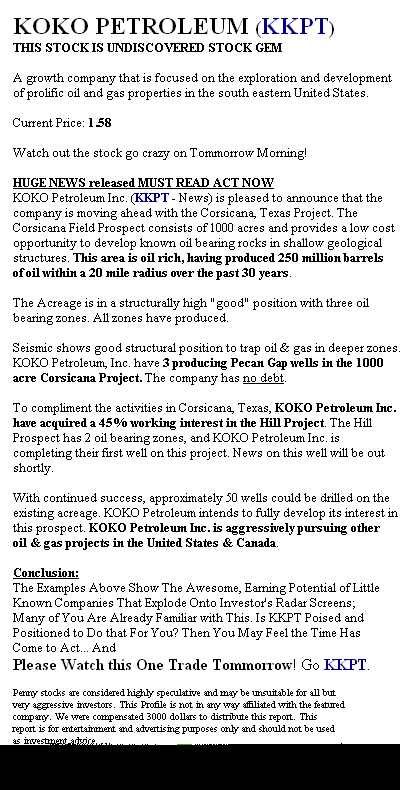 KOKO PETROLEUM (KKPT)
THIS STOCK IS UNDISCOVERED STOCK GEM
A growth company that is focused on the exploration and development
of prolific oil and gas properties in the south eastern United States.
Current Price: 1.58
Watch out the stock go crazy on Tommorrow Morning!
HUGE NEWS released MUST READ ACT NOW
KOKO Petroleum Inc. (KKPT - News) is pleased to announce that the
company is moving ahead with the Corsicana, Texas Project. The
Corsicana Field Prospect consists of 1000 acres and provides a low cost
opportunity to develop known oil bearing rocks in shallow geological
structures. This area is oil rich, having produced 250 million barrels
of oil within a 20 mile radius over the past 30 years.
The Acreage is in a structurally high "good" position with three oil
bearing zones. All zones have produced.
Seismic shows good structural position to trap oil & gas in deeper zones.
KOKO Petroleum, Inc. have 3 producing Pecan Gap wells in the 1000
acre Corsicana Project. The company has no debt.
To compliment the activities in Corsicana, Texas, KOKO Petroleum Inc.
have acquired a 45% working interest in the Hill Project. The Hill
Prospect has 2 oil bearing zones, and KOKO Petroleum Inc. is
completing their first well on this project. News on this well will be out
shortly.
With continued success, approximately 50 wells could be drilled on the
existing acreage. KOKO Petroleum intends to fully develop its interest in
this prospect. KOKO Petroleum Inc. is aggressively pursuing other
oil & gas projects in the United States & Canada.
Conclusion:
The Examples Above Show The Awesome, Earning Potential of Little
Known Companies That Explode Onto Investor's Radar Screens;
Many of You Are Already Familiar with This. Is KKPT Poised and
Positioned to Do that For You? Then You May Feel the Time Has
Come to Act... And
Please Watch this One Trade Tommorrow! Go KKPT.
Penny stocks are considered highly speculative and may be unsuitable for all but
very aggressive investors. This Profile is not in any way affiliated with the featured
company. We were compensated 3000 dollars to distribute this report. This
report is for entertainment and advertising purposes only and should not be used
as investment advice.